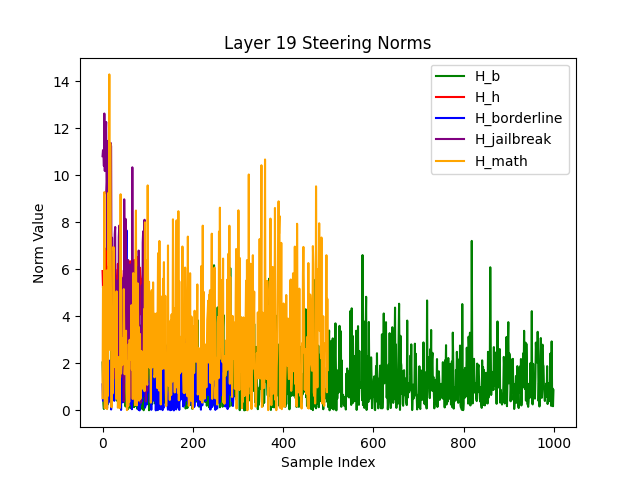 Layer 19 Steering Norms
Norm Value
14
12
10
8
6
4
2
0
H_b
H_h
H_borderline
H_jailbreak
H_math
0 200 400 600 800 1000
Sample Index